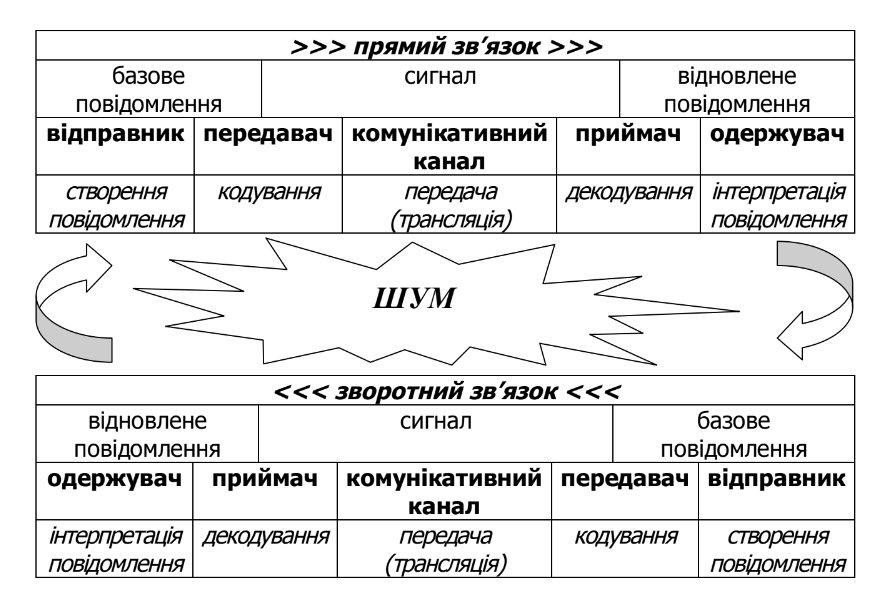 >>> прямий зв’язок >>>
базове сигнал відновлене
повідомлення повідомлення
відправник передавач комунікативний приймач одержувач
канал
створення кодування передача декодування інтерпретація
повідомлення (трансляція) повідомлення
ШУМ
<<< зворотний зв’язок <<<
відновлене сигнал базове
повідомлення повідомлення
одержувач приймач комунікативний передавач відправник
канал
інтерпретація декодування передача кодування створення
повідомлення (трансляція) повідомлення